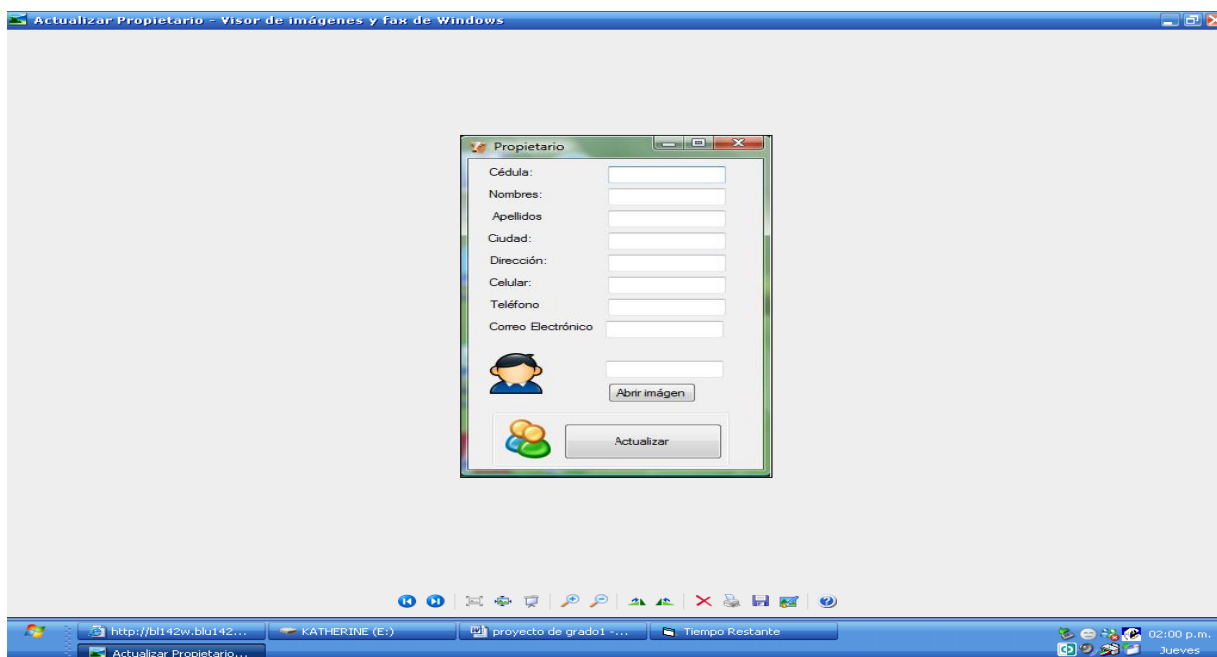 Actualizar Propietario - Visor de imágenes y fax de Windows
Propietario
Cédula:
Nombres:
Apellidos
Ciudad:
Dirección:
Celular:
Teléfono
Correo Electrónico
Abrir imágen
Actualizar
http://bl142w.blu142...
KATHERINE (E:)
proyecto de grado1 -...
Tiempo Restante
02:00 p.m.
Actualizar Propietario...
Jueves